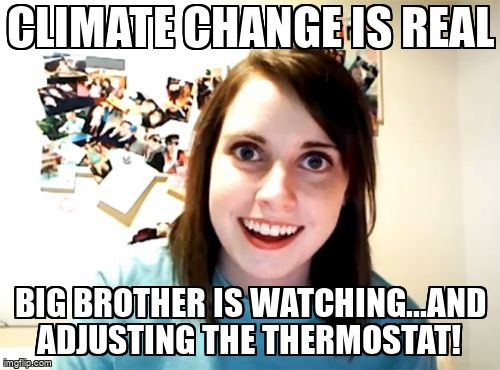 CLIMATE CHANGE IS REAL
BIG BROTHER IS WATCHING...AND
ADJUSTING THE THERMOSTAT!
imgflip.com